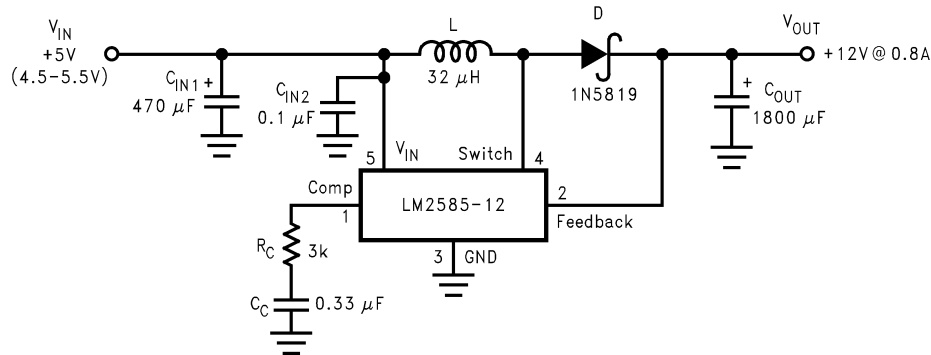 V_IN
+5V
(4.5-5.5V)
C_IN1 +
470 μF
C_IN2
0.1 μF
L
32 μH
D
1N5819
V_OUT
+12V @ 0.8A
+ C_OUT
1800 μF
5 V_IN
Switch 4
Comp
1
LM2585-12
2
Feedback
3 GND
R_C 3k
C_C 0.33 μF